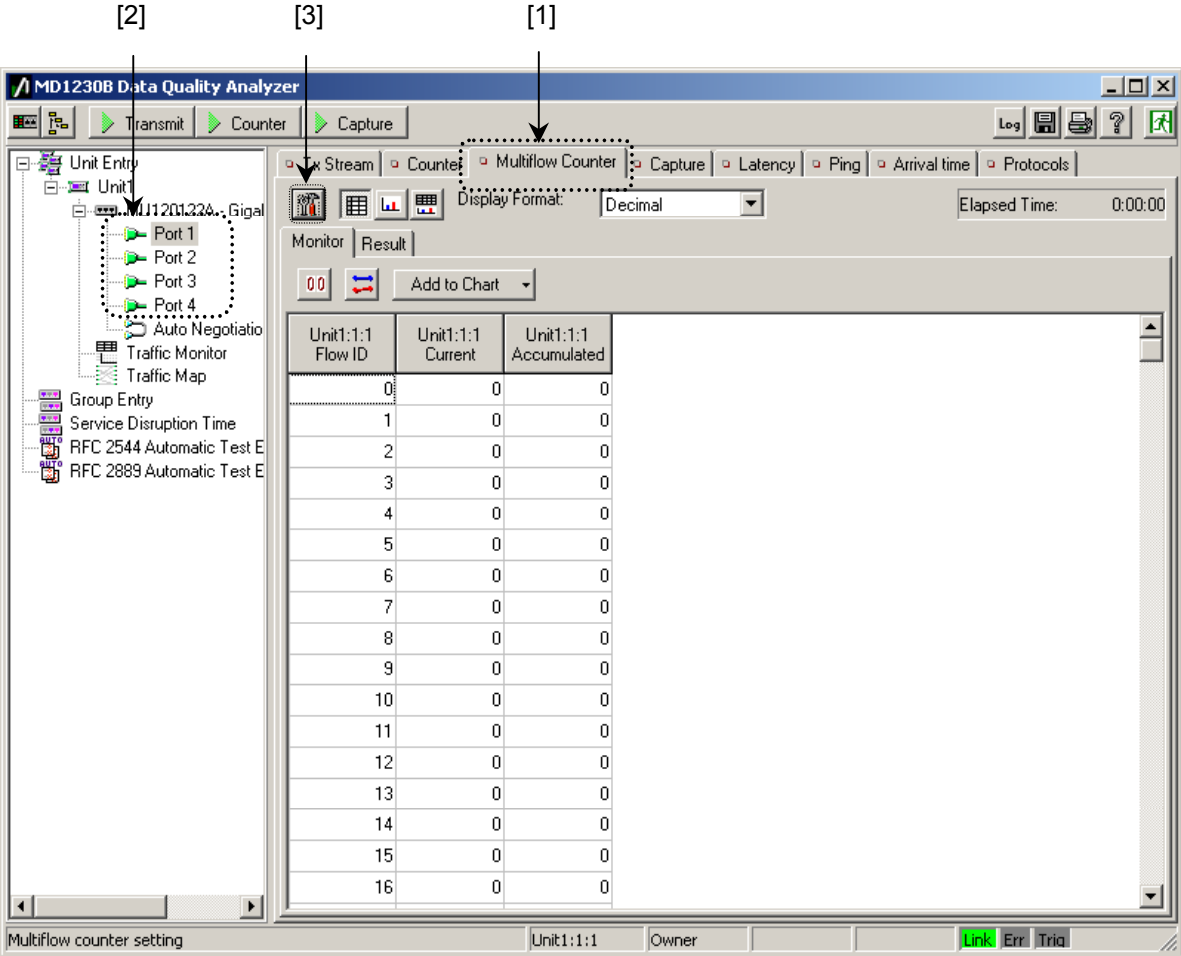 [2] [3] [1]
MD1230B Data Quality Analyzer
Transmit Counter Capture Log
Unit Entry
Unit1
MU120122A - Gigal
Port 1
Port 2
Port 3
Port 4
Auto Negotiatio
Traffic Monitor
Traffic Map
Group Entry
Service Disruption Time
AUTO RFC 2544 Automatic Test E
AUTO RFC 2889 Automatic Test E
Tx Stream Counter Multiflow Counter Capture Latency Ping Arrival time Protocols
Display Format: Decimal Elapsed Time: 0:00:00
Monitor Result
00 Add to Chart
Unit1:1:1 Unit1:1:1 Unit1:1:1
Flow ID Current Accumulated
0 0 0
1 0 0
2 0 0
3 0 0
4 0 0
5 0 0
6 0 0
7 0 0
8 0 0
9 0 0
10 0 0
11 0 0
12 0 0
13 0 0
14 0 0
15 0 0
16 0 0
Multiflow counter setting Unit1:1:1 Owner Link Err Trig